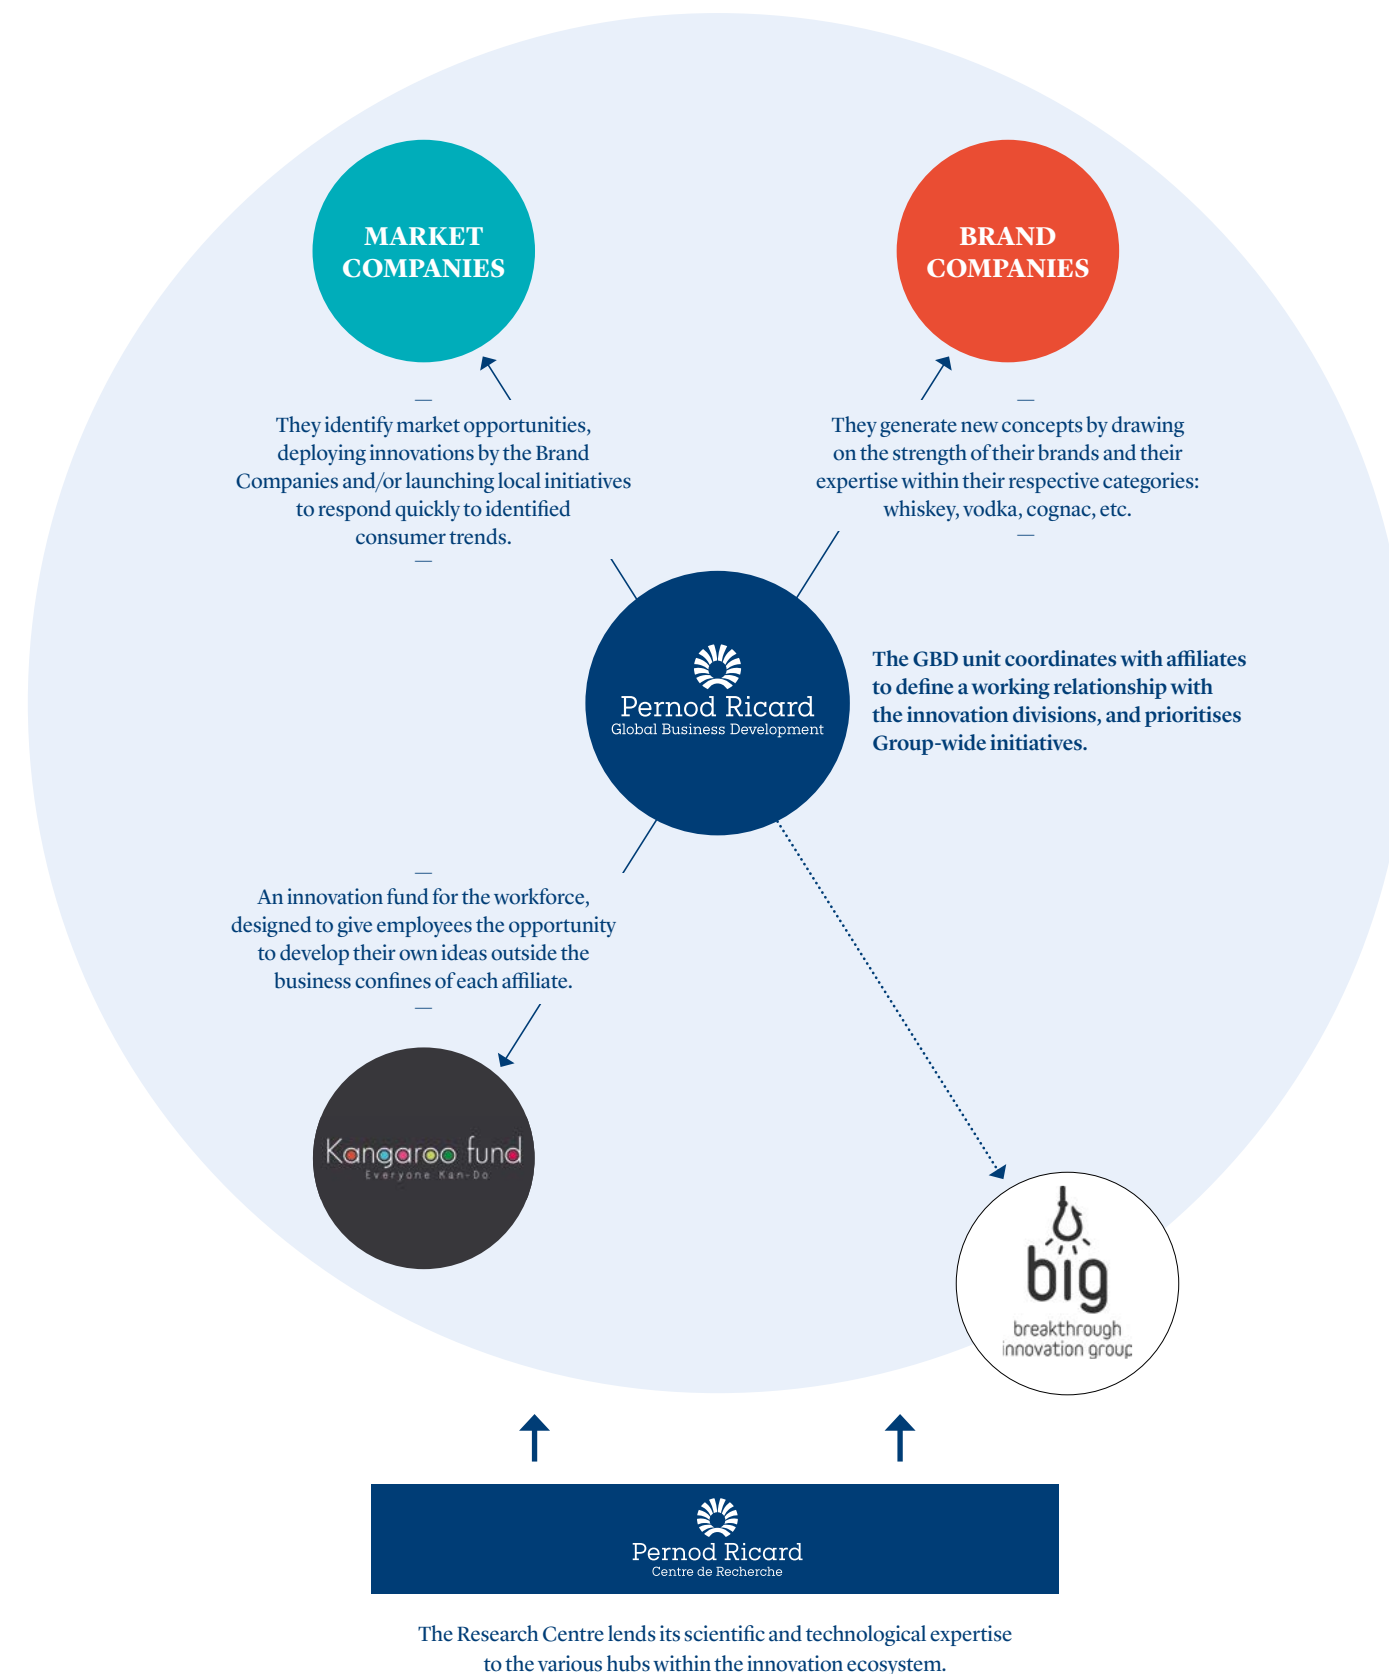 MARKET
COMPANIES
BRAND
COMPANIES
They identify market opportunities,
deploying innovations by the Brand
Companies and/or launching local initiatives
to respond quickly to identified
consumer trends.
They generate new concepts by drawing
on the strength of their brands and their
expertise within their respective categories:
whiskey, vodka, cognac, etc.
Pernod Ricard
Global Business Development
The GBD unit coordinates with affiliates
to define a working relationship with
the innovation divisions, and prioritises
Group-wide initiatives.
An innovation fund for the workforce,
designed to give employees the opportunity
to develop their own ideas outside the
business confines of each affiliate.
Kangaroo fund
Everyone Kan-Do
big
breakthrough
innovation group
Pernod Ricard
Centre de Recherche
The Research Centre lends its scientific and technological expertise
to the various hubs within the innovation ecosystem.